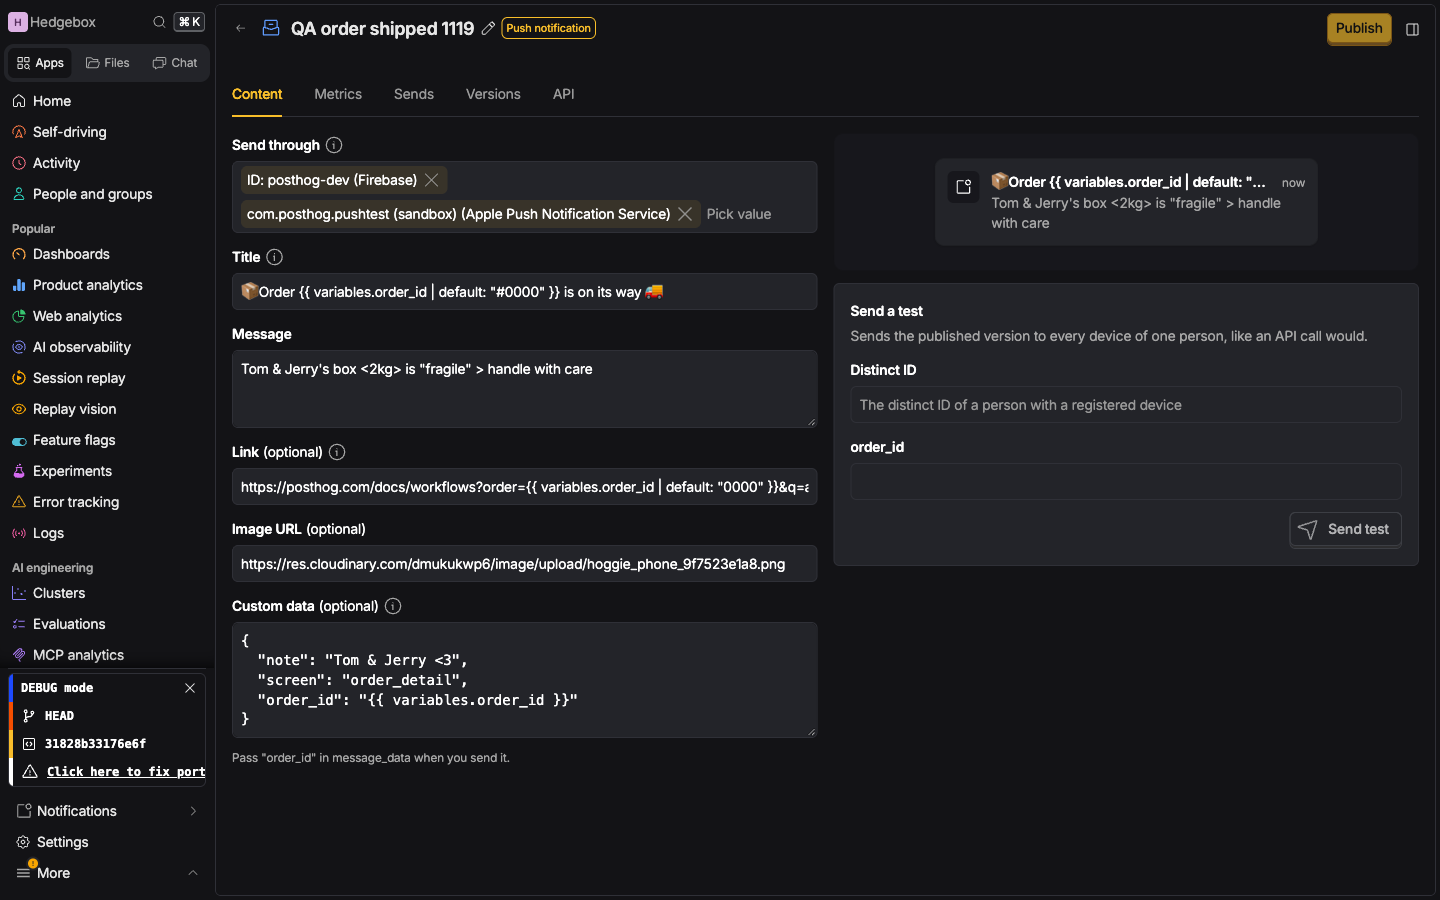 H Hedgebox ⌘ K
Apps Files Chat
Home
Self-driving
Activity
People and groups
Popular
Dashboards
Product analytics
Web analytics
AI observability
Session replay
Replay vision
Feature flags
Experiments
Error tracking
Logs
AI engineering
Clusters
Evaluations
MCP analytics
DEBUG mode
HEAD
31828b33176e6f
Click here to fix port
Notifications
Settings
More
QA order shipped 1119 Push notification
Publish
Content Metrics Sends Versions API
Send through
ID: posthog-dev (Firebase)
com.posthog.pushtest (sandbox) (Apple Push Notification Service) Pick value
Title
📦Order {{ variables.order_id | default: "#0000" }} is on its way 🚚
Message
Tom & Jerry's box <2kg> is "fragile" > handle with care
Link (optional)
https://posthog.com/docs/workflows?order={{ variables.order_id | default: "0000" }}&q=a
Image URL (optional)
https://res.cloudinary.com/dmukukwp6/image/upload/hoggie_phone_9f7523e1a8.png
Custom data (optional)
{
"note": "Tom & Jerry <3",
"screen": "order_detail",
"order_id": "{{ variables.order_id }}"
}
Pass "order_id" in message_data when you send it.
📦Order {{ variables.order_id | default: "... now
Tom & Jerry's box <2kg> is "fragile" > handle
with care
Send a test
Sends the published version to every device of one person, like an API call would.
Distinct ID
The distinct ID of a person with a registered device
order_id
Send test